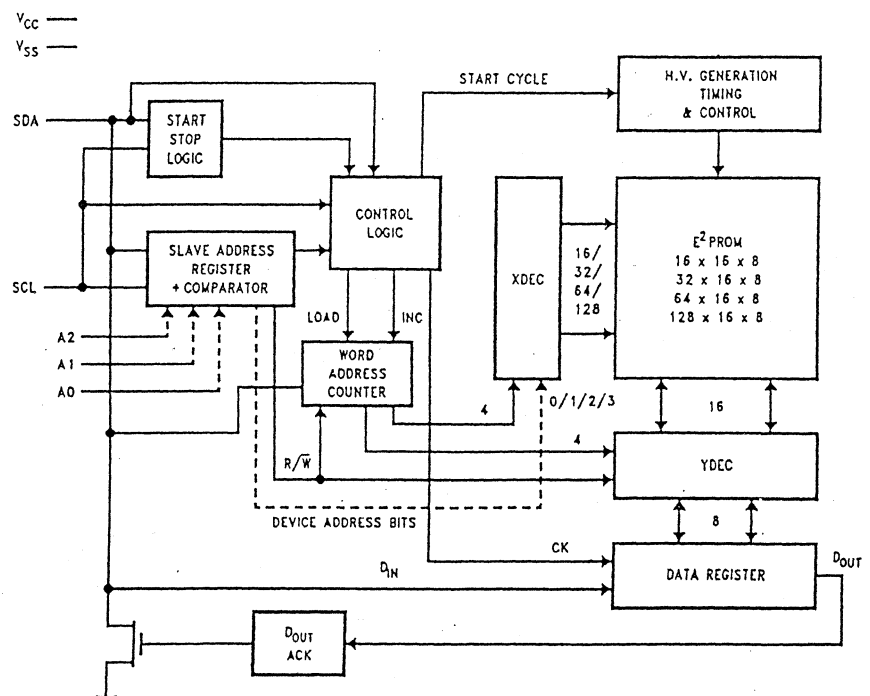 VCC
VSS
START CYCLE
H.V. GENERATION
TIMING
& CONTROL
SDA
START
STOP
LOGIC
CONTROL
LOGIC
XDEC
16/
32/
64/
128
E2PROM
16 x 16 x 8
32 x 16 x 8
64 x 16 x 8
128 x 16 x 8
SLAVE ADDRESS
REGISTER
+ COMPARATOR
SCL
LOAD
INC
A2
A1
A0
WORD
ADDRESS
COUNTER
4
0/1/2/3
16
4
R/W̅
YDEC
DEVICE ADDRESS BITS
8
CK
DIN
DATA REGISTER
DOUT
DOUT
ACK